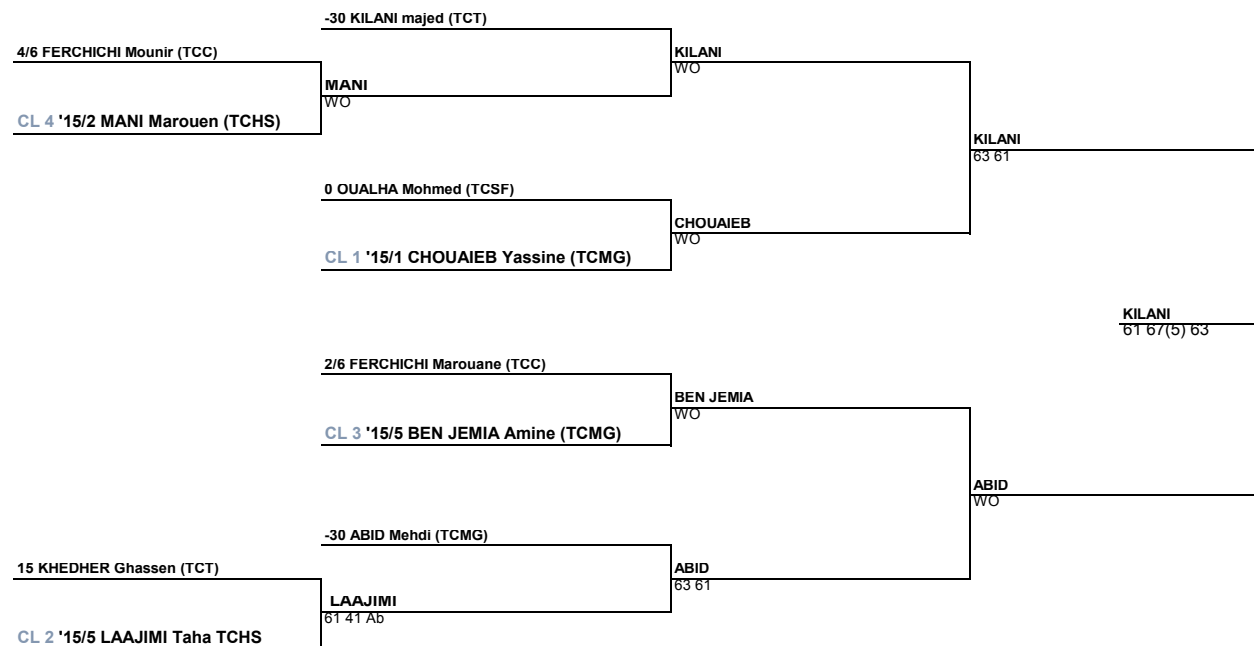 -30 KILANI majed (TCT)
4/6 FERCHICHI Mounir (TCC)
KILANI
WO
MANI
WO
CL 4 '15/2 MANI Marouen (TCHS)
KILANI
63 61
0 OUALHA Mohmed (TCSF)
CHOUAIEB
WO
CL 1 '15/1 CHOUAIEB Yassine (TCMG)
KILANI
61 67(5) 63
2/6 FERCHICHI Marouane (TCC)
BEN JEMIA
WO
CL 3 '15/5 BEN JEMIA Amine (TCMG)
ABID
WO
-30 ABID Mehdi (TCMG)
15 KHEDHER Ghassen (TCT)
ABID
63 61
LAAJIMI
61 41 Ab
CL 2 '15/5 LAAJIMI Taha TCHS